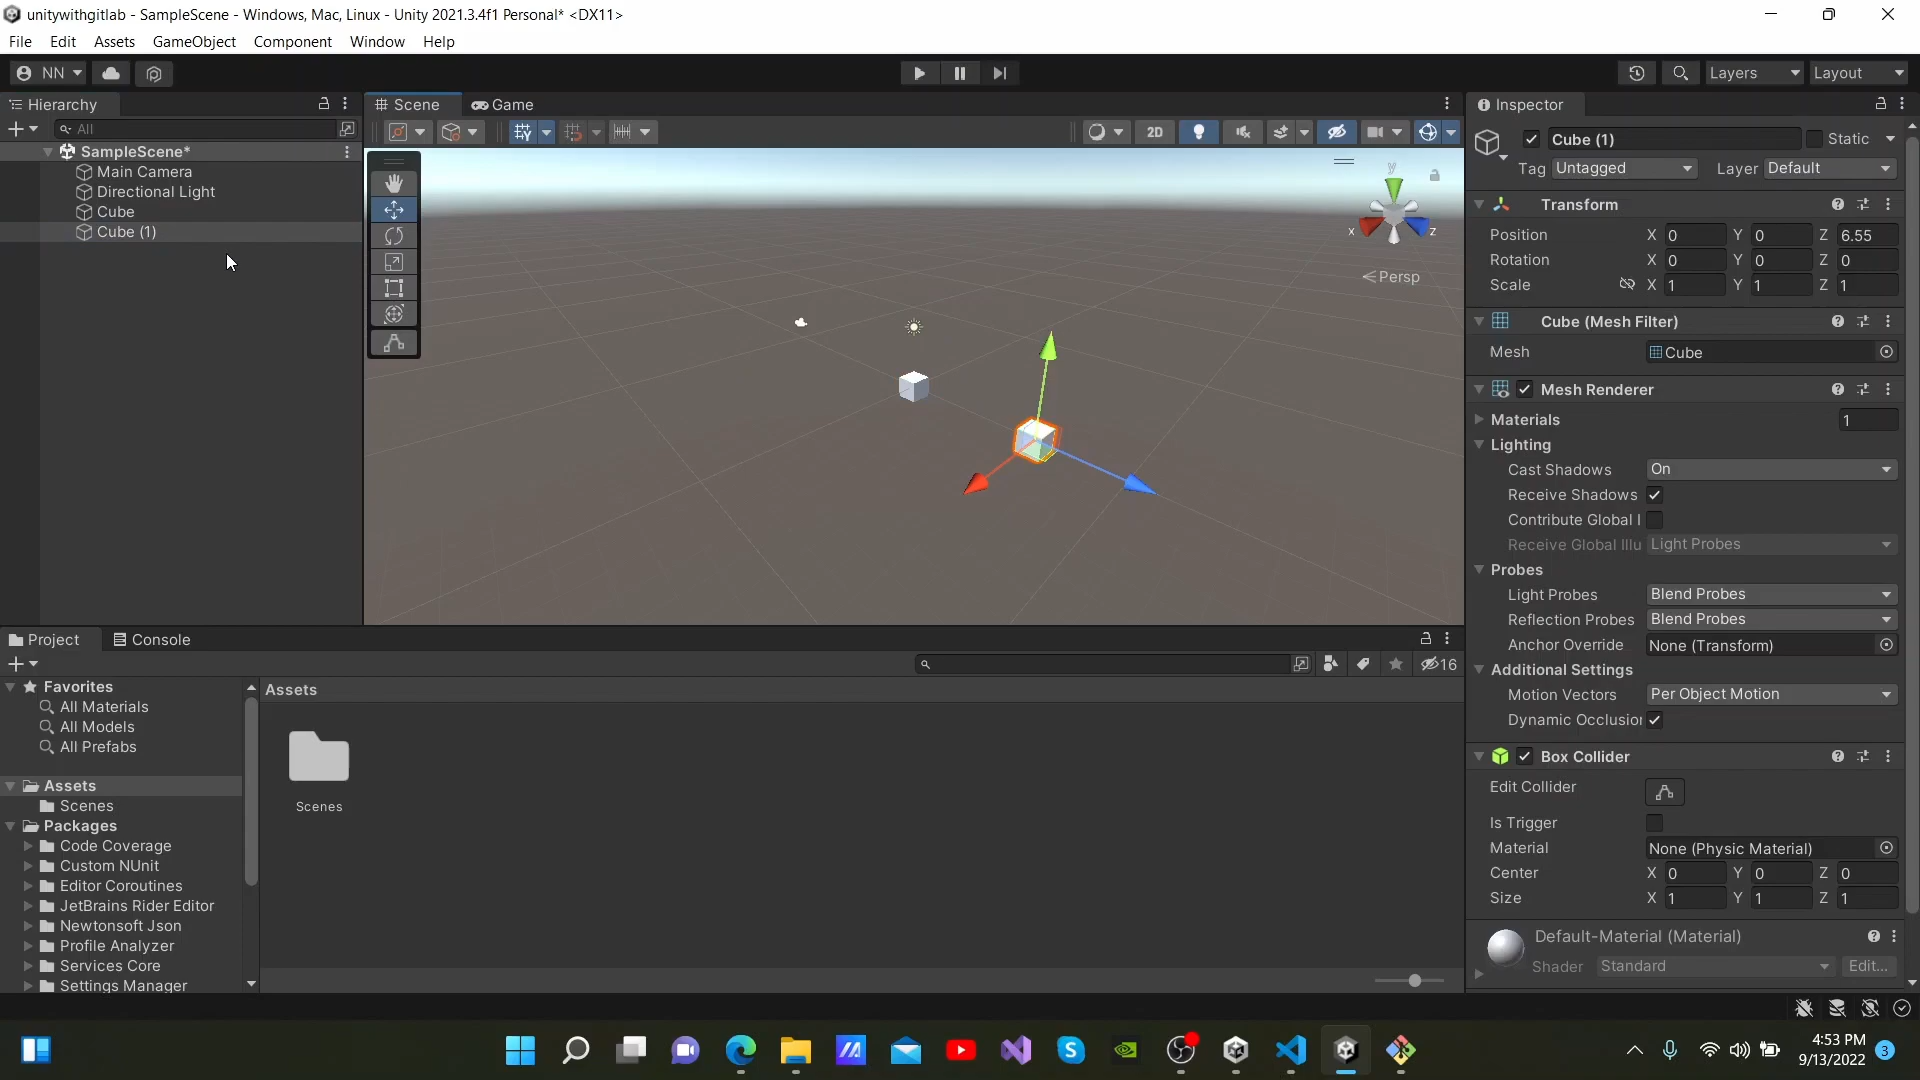 unitywithgitlab - SampleScene - Windows, Mac, Linux - Unity 2021.3.4f1 Personal* <DX11>
File Edit Assets GameObject Component Window Help
NN Layers Layout
Hierarchy
All
SampleScene*
Main Camera
Directional Light
Cube
Cube (1)
Scene Game
2D
y
x
z
Persp
Inspector
Cube (1) Static
Tag Untagged Layer Default
Transform
Position X 0 Y 0 Z 6.55
Rotation X 0 Y 0 Z 0
Scale X 1 Y 1 Z 1
Cube (Mesh Filter)
Mesh Cube
Mesh Renderer
Materials 1
Lighting
Cast Shadows On
Receive Shadows
Contribute Global I
Receive Global Illu Light Probes
Probes
Light Probes Blend Probes
Reflection Probes Blend Probes
Anchor Override None (Transform)
Additional Settings
Motion Vectors Per Object Motion
Dynamic Occlusion
Box Collider
Edit Collider
Is Trigger
Material None (Physic Material)
Center X 0 Y 0 Z 0
Size X 1 Y 1 Z 1
Default-Material (Material)
Shader Standard Edit...
Project Console
16
Favorites
All Materials
All Models
All Prefabs
Assets
Scenes
Packages
Code Coverage
Custom NUnit
Editor Coroutines
JetBrains Rider Editor
Newtonsoft Json
Profile Analyzer
Services Core
Settings Manager
Assets
Scenes
4:53 PM
9/13/2022
3